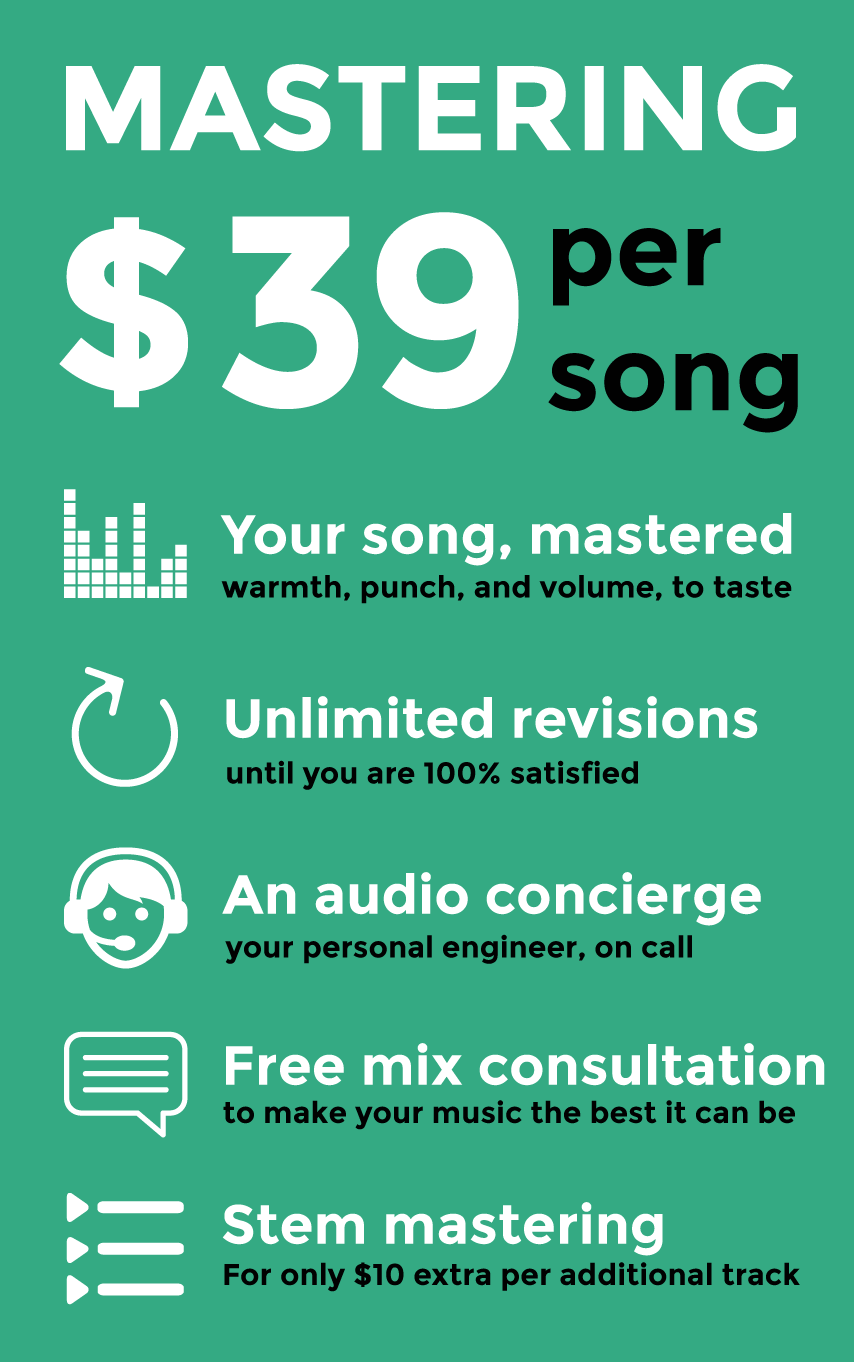 MASTERING
$39 per
song
Your song, mastered
warmth, punch, and volume, to taste
Unlimited revisions
until you are 100% satisfied
An audio concierge
your personal engineer, on call
Free mix consultation
to make your music the best it can be
Stem mastering
For only $10 extra per additional track